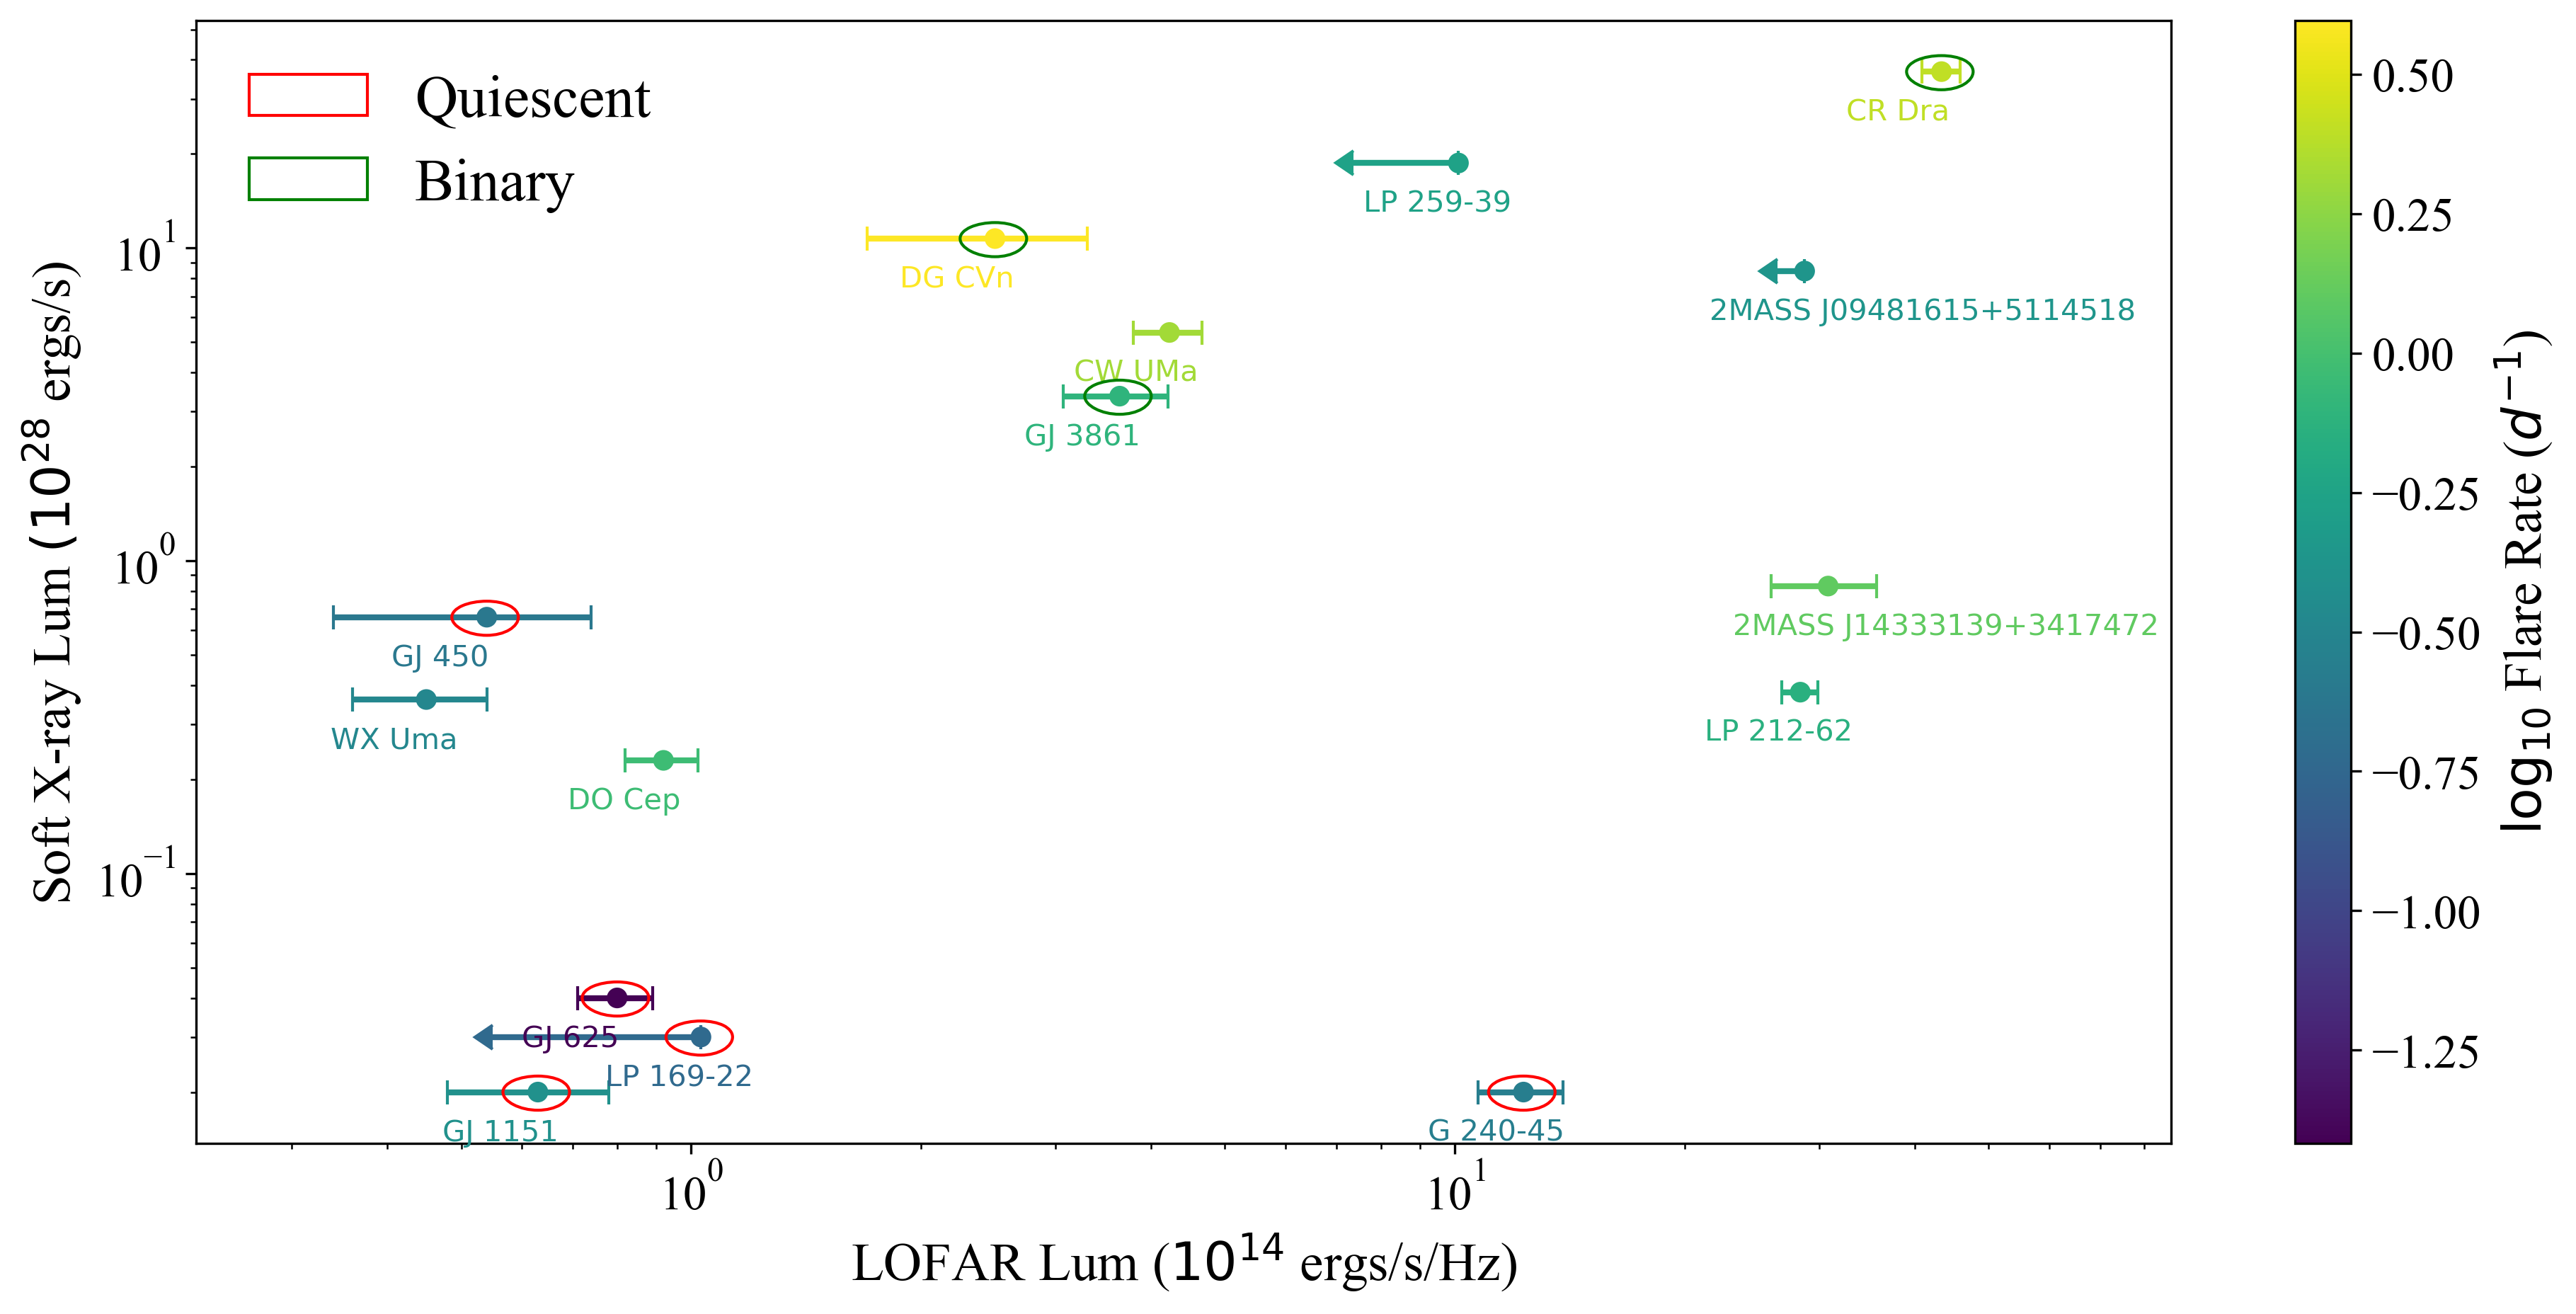 Quiescent
Binary
CR Dra
LP 259-39
DG CVn
2MASS J09481615+5114518
CW UMa
GJ 3861
2MASS J14333139+3417472
GJ 450
LP 212-62
WX Uma
DO Cep
GJ 625
LP 169-22
GJ 1151
G 240-45
10^1
10^0
10^−1
Soft X-ray Lum (10^28 ergs/s)
10^0
10^1
LOFAR Lum (10^14 ergs/s/Hz)
0.50
0.25
0.00
−0.25
−0.50
−0.75
−1.00
−1.25
log₁₀ Flare Rate (d^−1)